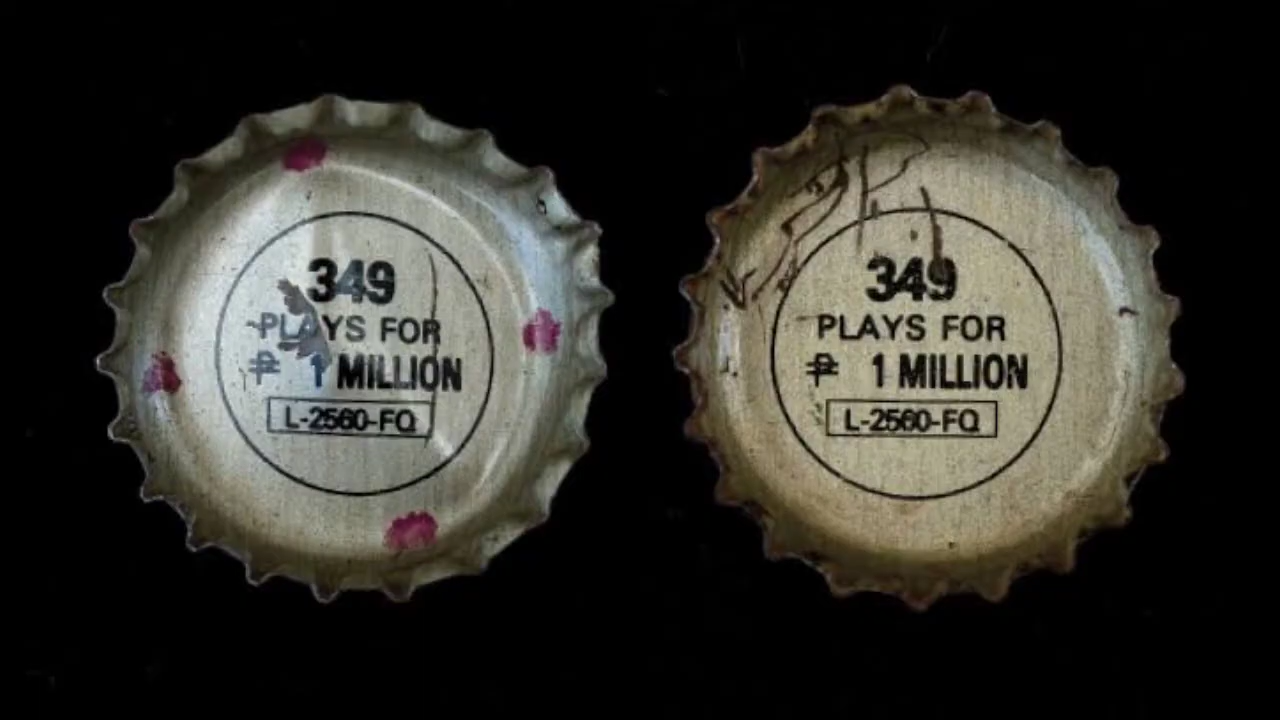 349
PLAYS FOR
₱ 1 MILLION
L-2560-FQ
349
PLAYS FOR
₱ 1 MILLION
L-2560-FQ